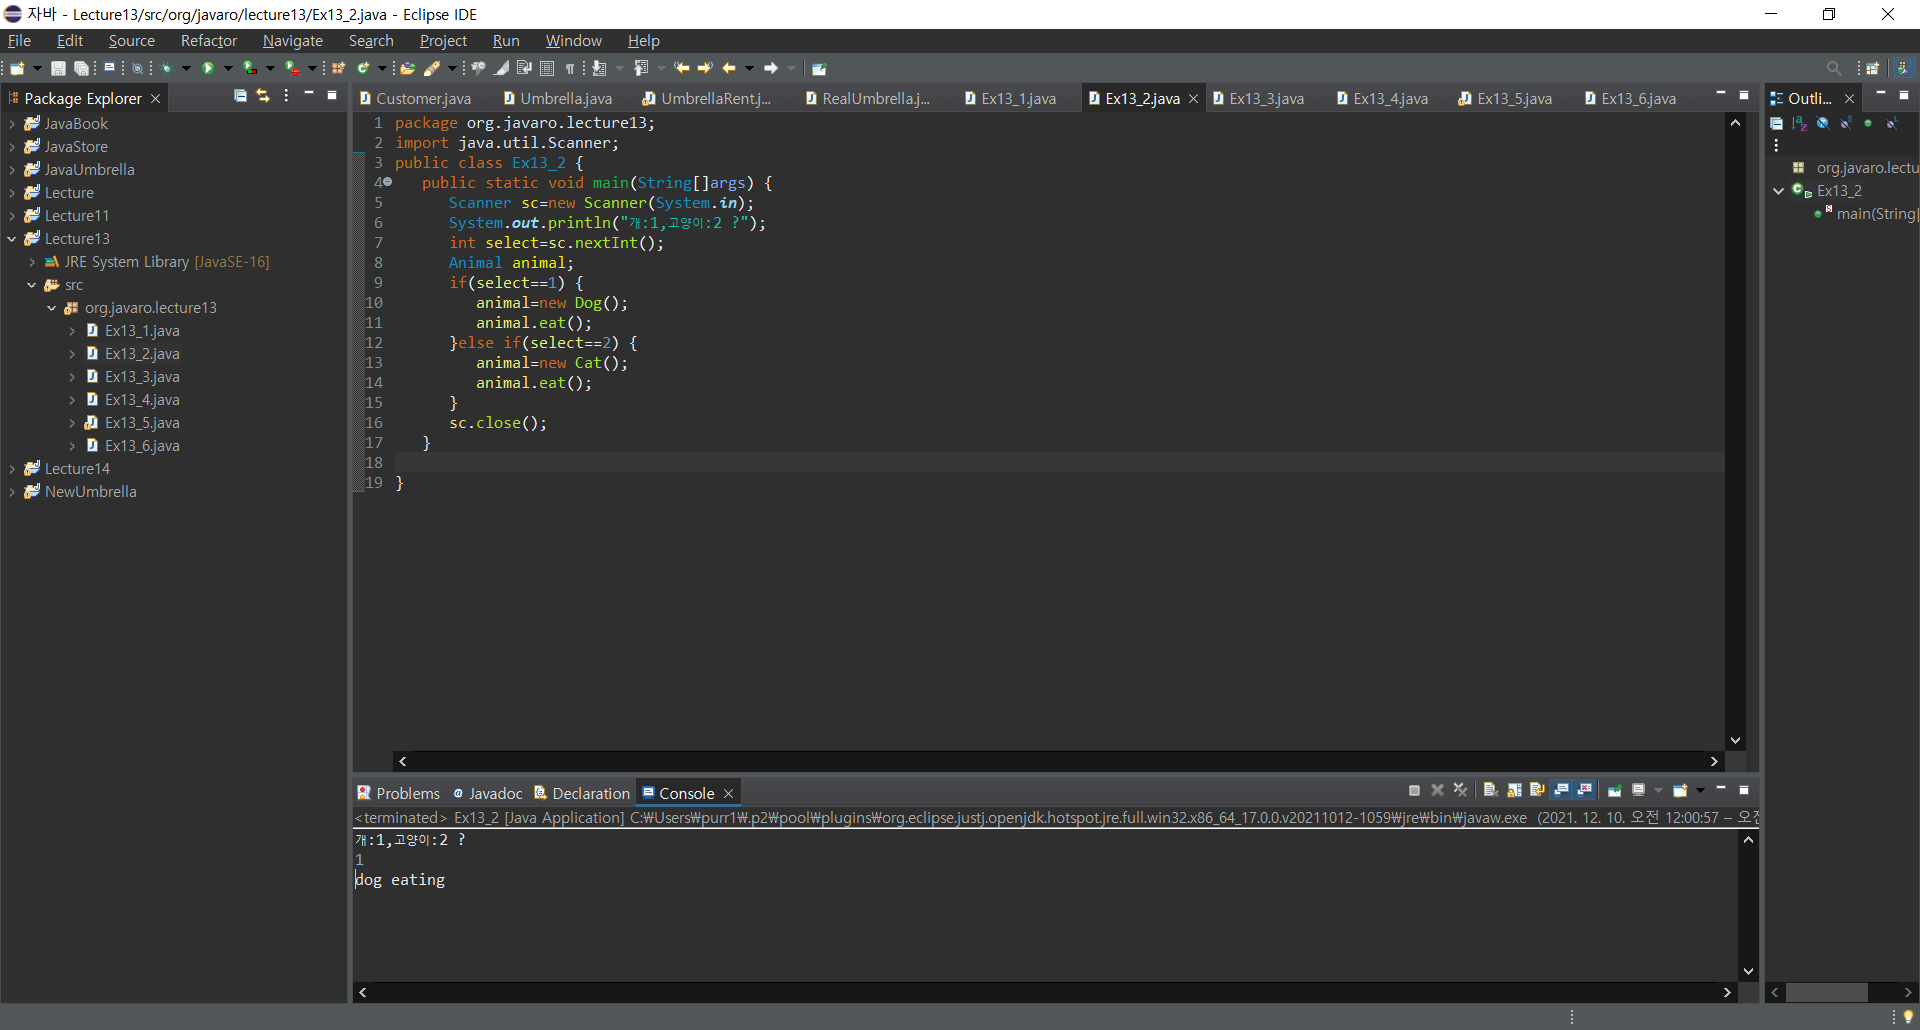 자바 - Lecture13/src/org/javaro/lecture13/Ex13_2.java - Eclipse IDE
File Edit Source Refactor Navigate Search Project Run Window Help
Package Explorer
JavaBook
JavaStore
JavaUmbrella
Lecture
Lecture11
Lecture13
JRE System Library [JavaSE-16]
src
org.javaro.lecture13
Ex13_1.java
Ex13_2.java
Ex13_3.java
Ex13_4.java
Ex13_5.java
Ex13_6.java
Lecture14
NewUmbrella
Customer.java Umbrella.java UmbrellaRent.j... RealUmbrella.j... Ex13_1.java Ex13_2.java Ex13_3.java Ex13_4.java Ex13_5.java Ex13_6.java
1 package org.javaro.lecture13;
2 import java.util.Scanner;
3 public class Ex13_2 {
4 public static void main(String[]args) {
5 Scanner sc=new Scanner(System.in);
6 System.out.println("개:1,고양이:2 ?");
7 int select=sc.nextInt();
8 Animal animal;
9 if(select==1) {
10 animal=new Dog();
11 animal.eat();
12 }else if(select==2) {
13 animal=new Cat();
14 animal.eat();
15 }
16 sc.close();
17 }
18
19 }
Problems Javadoc Declaration Console
<terminated> Ex13_2 [Java Application] C:₩Users₩purr1₩.p2₩pool₩plugins₩org.eclipse.justj.openjdk.hotspot.jre.full.win32.x86_64_17.0.0.v20211012-1059₩jre₩bin₩javaw.exe (2021. 12. 10. 오전 12:00:57 – 오전
개:1,고양이:2 ?
1
dog eating
Outli...
org.javaro.lectu
Ex13_2
main(String[